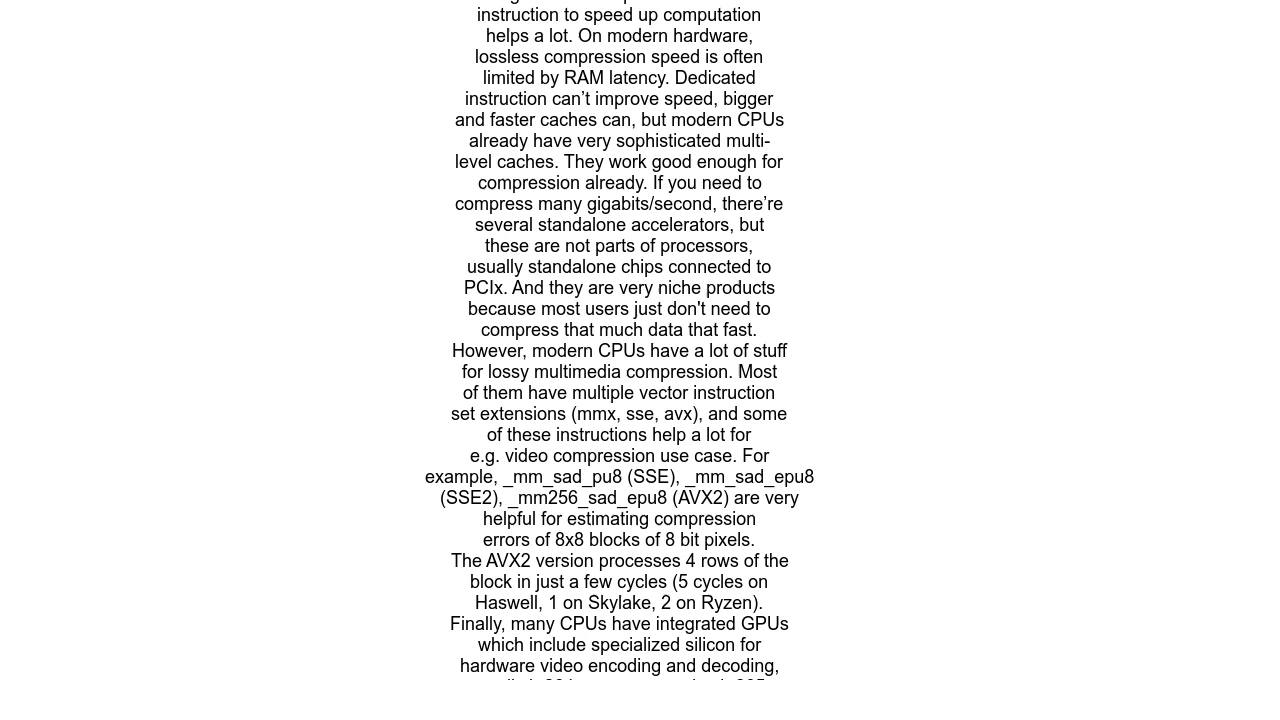 instruction to speed up computation
helps a lot. On modern hardware,
lossless compression speed is often
limited by RAM latency. Dedicated
instruction can’t improve speed, bigger
and faster caches can, but modern CPUs
already have very sophisticated multi-
level caches. They work good enough for
compression already. If you need to
compress many gigabits/second, there’re
several standalone accelerators, but
these are not parts of processors,
usually standalone chips connected to
PCIx. And they are very niche products
because most users just don't need to
compress that much data that fast.
However, modern CPUs have a lot of stuff
for lossy multimedia compression. Most
of them have multiple vector instruction
set extensions (mmx, sse, avx), and some
of these instructions help a lot for
e.g. video compression use case. For
example, _mm_sad_pu8 (SSE), _mm_sad_epu8
(SSE2), _mm256_sad_epu8 (AVX2) are very
helpful for estimating compression
errors of 8x8 blocks of 8 bit pixels.
The AVX2 version processes 4 rows of the
block in just a few cycles (5 cycles on
Haswell, 1 on Skylake, 2 on Ryzen).
Finally, many CPUs have integrated GPUs
which include specialized silicon for
hardware video encoding and decoding,